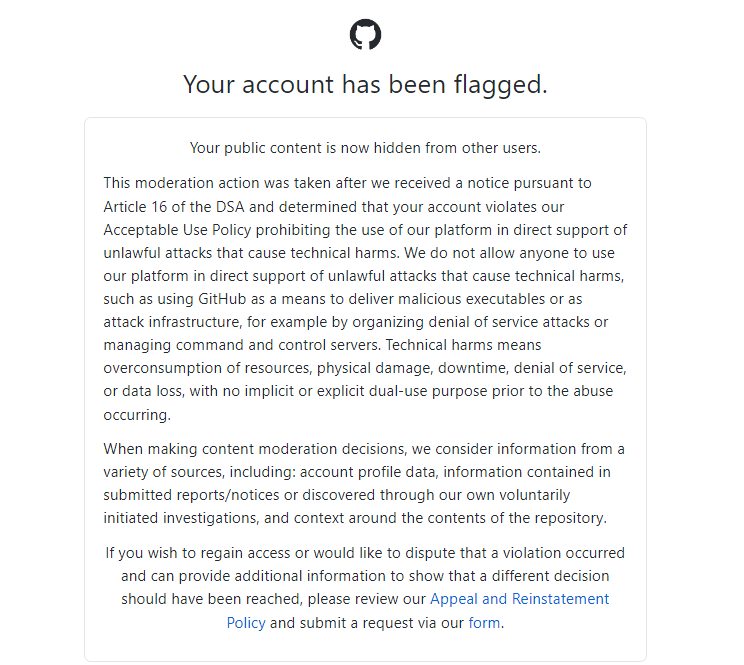 Your account has been flagged.
Your public content is now hidden from other users.
This moderation action was taken after we received a notice pursuant to
Article 16 of the DSA and determined that your account violates our
Acceptable Use Policy prohibiting the use of our platform in direct support of
unlawful attacks that cause technical harms. We do not allow anyone to use
our platform in direct support of unlawful attacks that cause technical harms,
such as using GitHub as a means to deliver malicious executables or as
attack infrastructure, for example by organizing denial of service attacks or
managing command and control servers. Technical harms means
overconsumption of resources, physical damage, downtime, denial of service,
or data loss, with no implicit or explicit dual-use purpose prior to the abuse
occurring.
When making content moderation decisions, we consider information from a
variety of sources, including: account profile data, information contained in
submitted reports/notices or discovered through our own voluntarily
initiated investigations, and context around the contents of the repository.
If you wish to regain access or would like to dispute that a violation occurred
and can provide additional information to show that a different decision
should have been reached, please review our Appeal and Reinstatement
Policy and submit a request via our form.